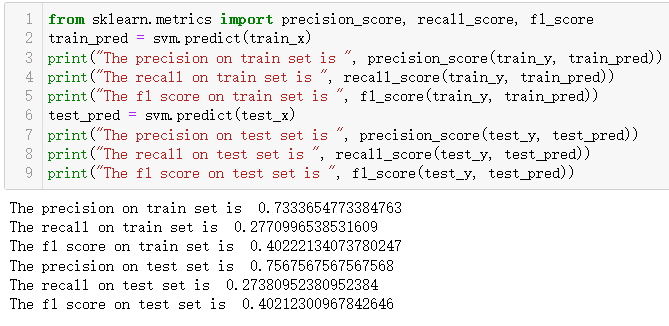 1 from sklearn.metrics import precision_score, recall_score, f1_score
2 train_pred = svm.predict(train_x)
3 print("The precision on train set is ", precision_score(train_y, train_pred))
4 print("The recall on train set is ", recall_score(train_y, train_pred))
5 print("The f1 score on train set is ", f1_score(train_y, train_pred))
6 test_pred = svm.predict(test_x)
7 print("The precision on test set is ", precision_score(test_y, test_pred))
8 print("The recall on test set is ", recall_score(test_y, test_pred))
9 print("The f1 score on test set is ", f1_score(test_y, test_pred))
The precision on train set is  0.7333654773384763
The recall on train set is  0.2770996538531609
The f1 score on train set is  0.40222134073780247
The precision on test set is  0.7567567567567568
The recall on test set is  0.27380952380952384
The f1 score on test set is  0.40212300967842646